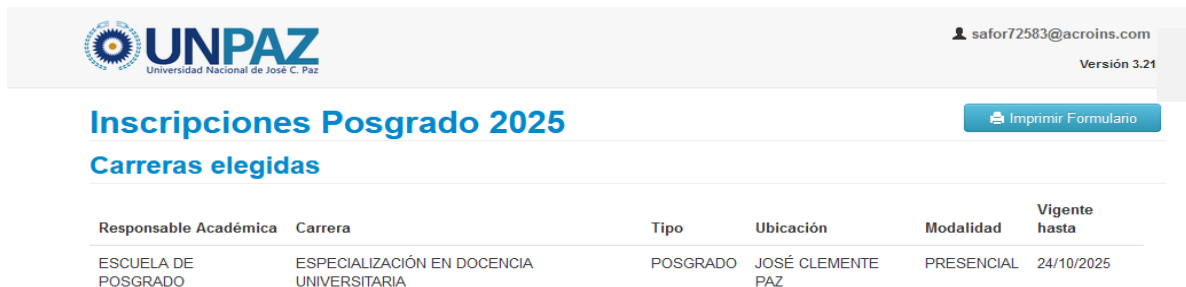 UNPAZ
Universidad Nacional de José C. Paz
safor72583@acroins.com
Versión 3.21
Inscripciones Posgrado 2025
Imprimir Formulario
Carreras elegidas
Responsable Académica Carrera Tipo Ubicación Modalidad Vigente hasta
ESCUELA DE POSGRADO ESPECIALIZACIÓN EN DOCENCIA UNIVERSITARIA POSGRADO JOSÉ CLEMENTE PAZ PRESENCIAL 24/10/2025